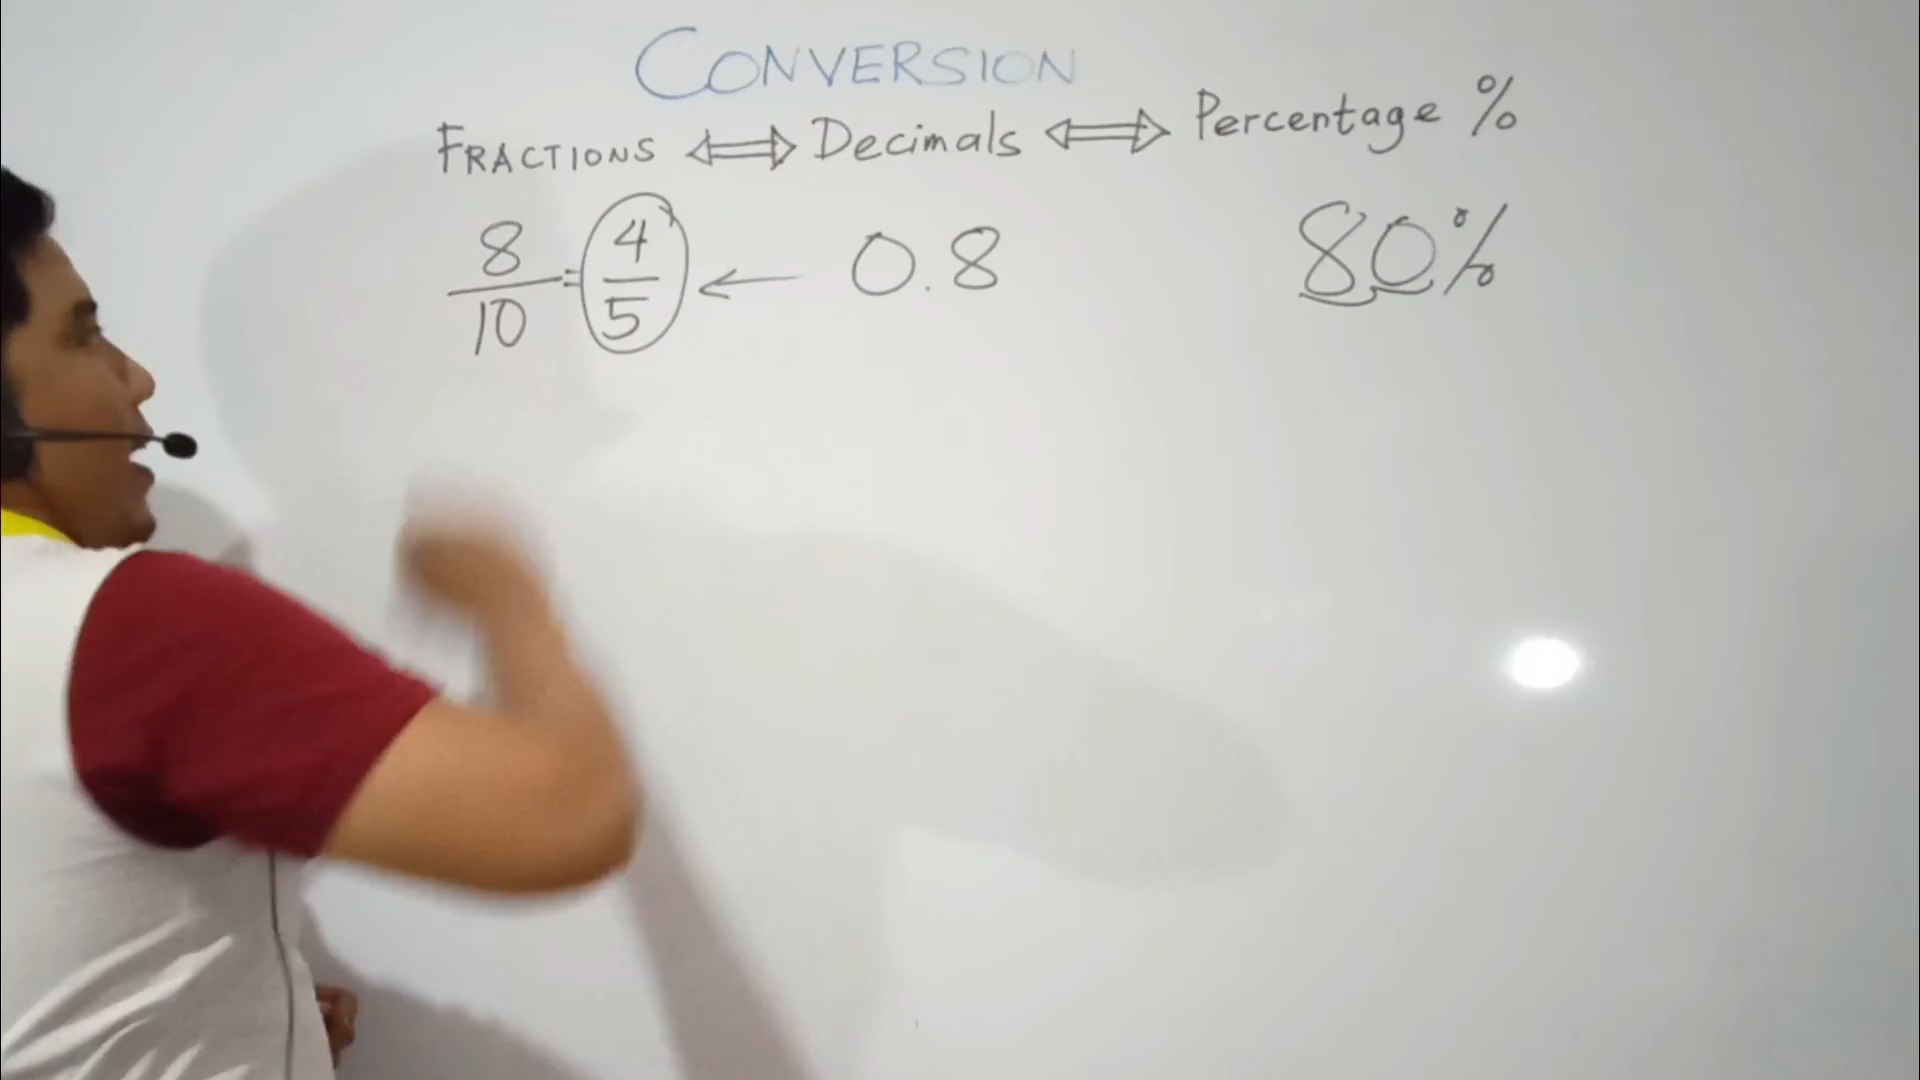 CONVERSION
FRACTIONS ⟺ Decimals ⟺ Percentage %
8/10 = 4/5 ← 0.8 80%